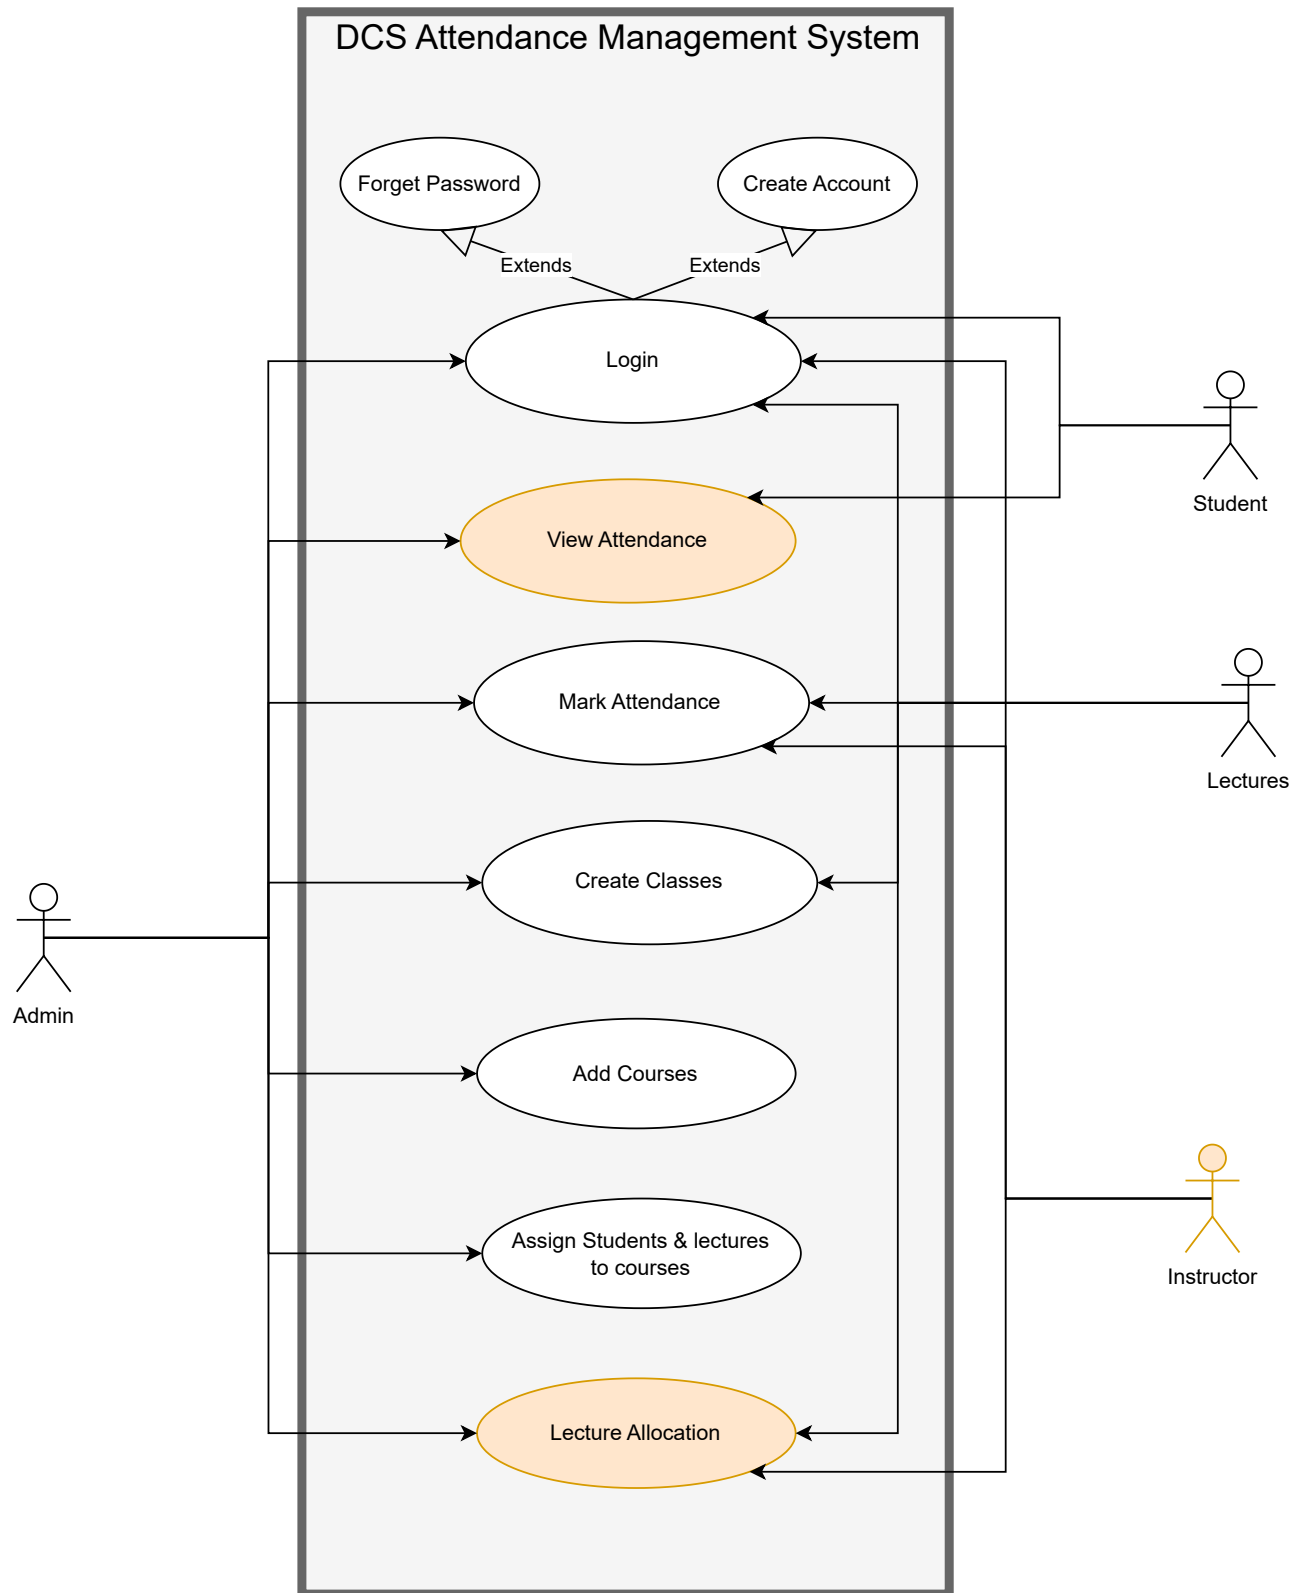 DCS Attendance Management System
Forget Password
Create Account
Extends
Extends
Login
Student
View Attendance
Mark Attendance
Lectures
Create Classes
Admin
Add Courses
Assign Students & lectures
to courses
Instructor
Lecture Allocation